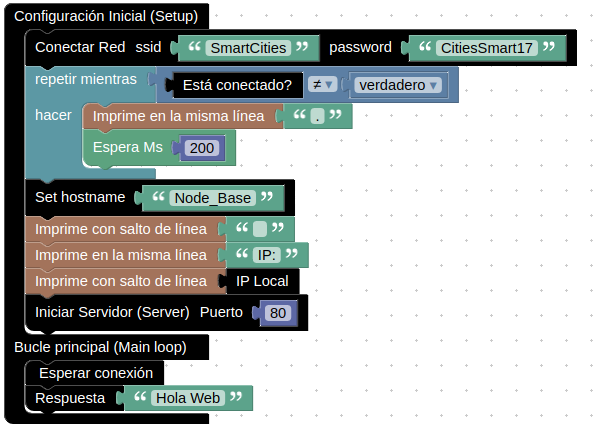 Configuración Inicial (Setup)
Conectar Red ssid “ SmartCities ” password “ CitiesSmart17 ”
repetir mientras Está conectado? ≠ ▾ verdadero ▾
hacer Imprime en la misma línea “ . ”
Espera Ms 200
Set hostname “ Node_Base ”
Imprime con salto de línea “ ”
Imprime en la misma línea “ IP: ”
Imprime con salto de línea IP Local
Iniciar Servidor (Server) Puerto 80
Bucle principal (Main loop)
Esperar conexión
Respuesta “ Hola Web ”